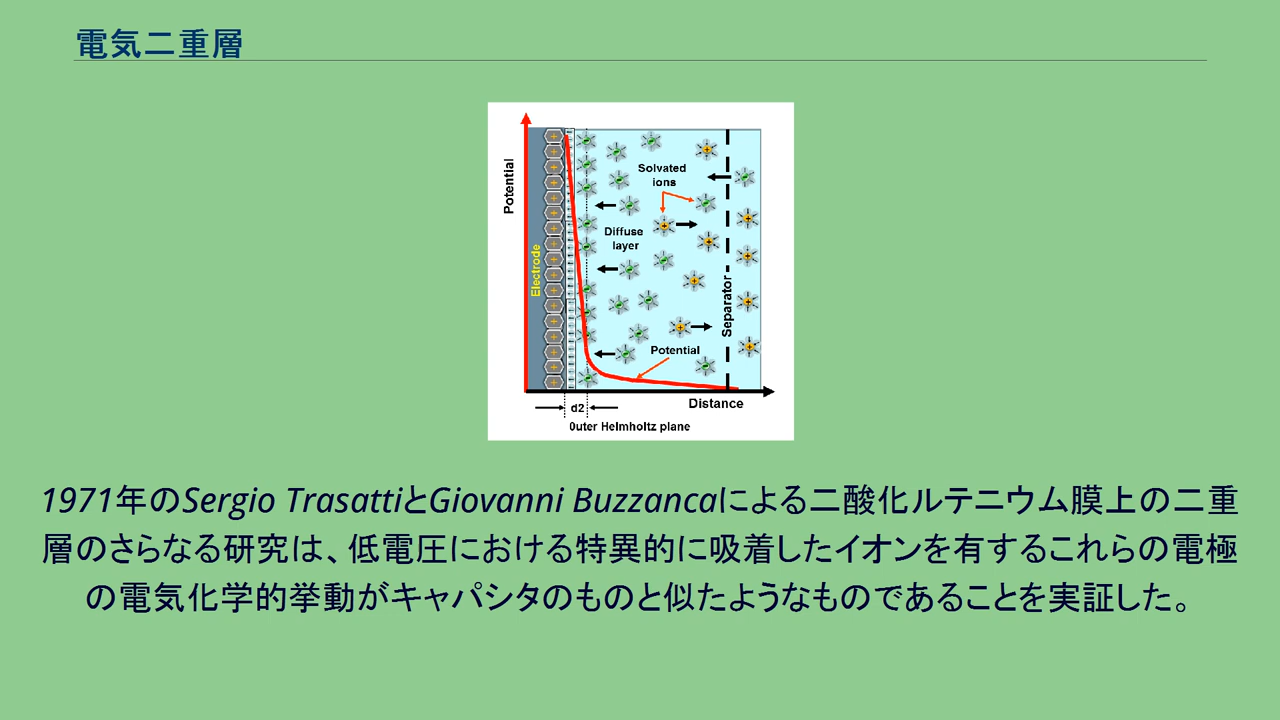 電気二重層
Potential
Electrode
Solvated
ions
Diffuse
layer
Separator
Potential
Distance
d2
0uter Helmholtz plane
1971年のSergio TrasattiとGiovanni Buzzancaによる二酸化ルテニウム膜上の二重
層のさらなる研究は、低電圧における特異的に吸着したイオンを有するこれらの電極
の電気化学的挙動がキャパシタのものと似たようなものであることを実証した。